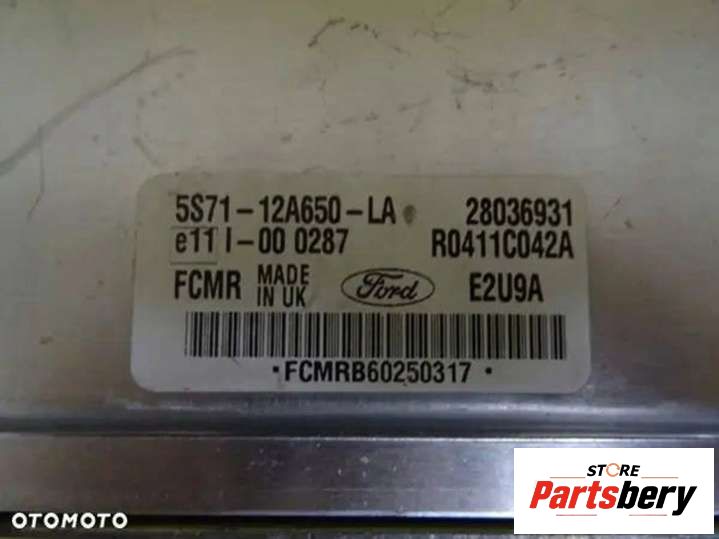 5S71-12A650-LA 28036931
e11 I-00 0287 R0411C042A
FCMR MADE IN UK Ford E2U9A
•FCMRB60250317•
OTOMOTO
STORE
Partsbery